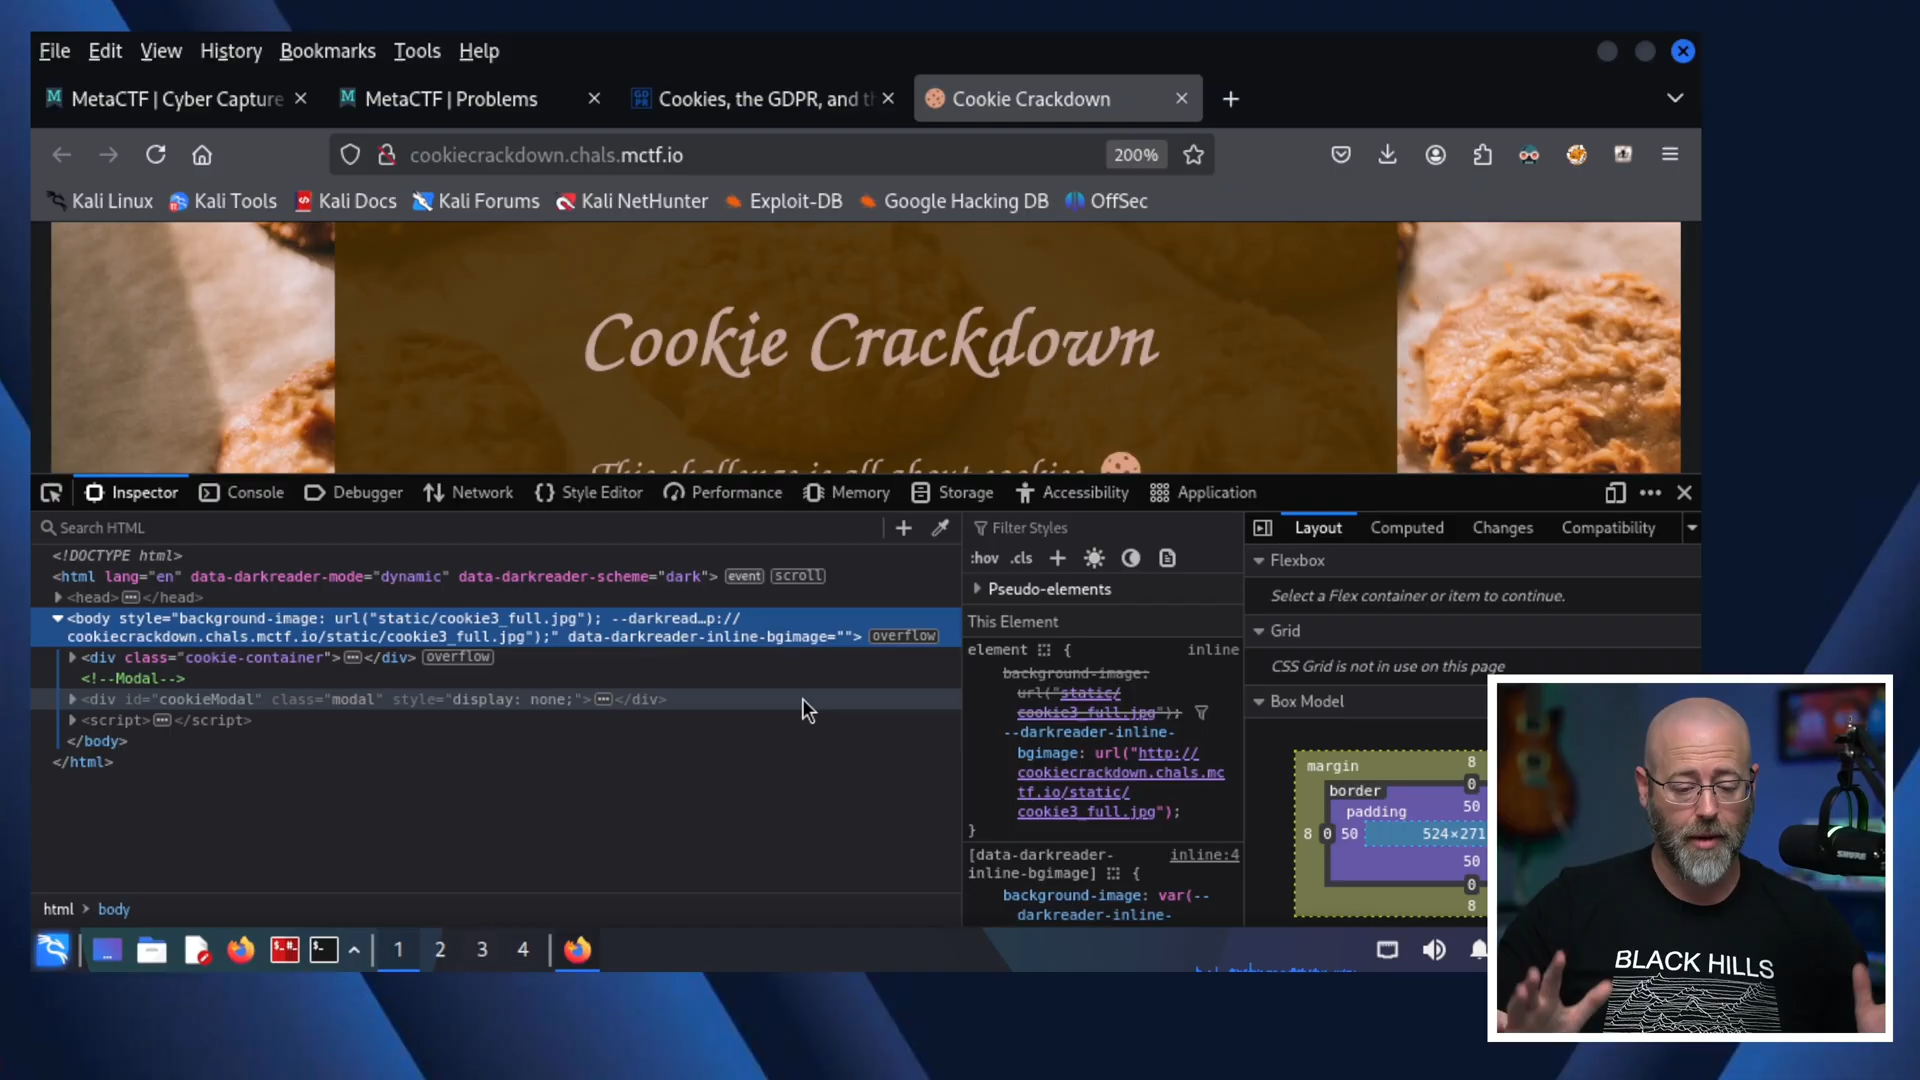 File Edit View History Bookmarks Tools Help
MetaCTF | Cyber Capture
MetaCTF | Problems
Cookies, the GDPR, and th
Cookie Crackdown
cookiecrackdown.chals.mctf.io
200%
Kali Linux Kali Tools Kali Docs Kali Forums Kali NetHunter Exploit-DB Google Hacking DB OffSec
Cookie Crackdown
This challenge is all about cookies
Inspector Console Debugger Network Style Editor Performance Memory Storage Accessibility Application
Search HTML
<!DOCTYPE html>
<html lang="en" data-darkreader-mode="dynamic" data-darkreader-scheme="dark"> event scroll
<head>…</head>
<body style="background-image: url("static/cookie3_full.jpg"); --darkread…p://
cookiecrackdown.chals.mctf.io/static/cookie3_full.jpg");" data-darkreader-inline-bgimage=""> overflow
<div class="cookie-container">…</div> overflow
<!--Modal-->
<div id="cookieModal" class="modal" style="display: none;">…</div>
<script>…</script>
</body>
</html>
html > body
Filter Styles
:hov .cls +
Pseudo-elements
This Element
element { inline
background-image:
url("static/
cookie3_full.jpg");
--darkreader-inline-
bgimage: url("http://
cookiecrackdown.chals.mc
tf.io/static/
cookie3_full.jpg");
}
[data-darkreader- inline:4
inline-bgimage] {
background-image: var(--
darkreader-inline-
Layout Computed Changes Compatibility
Flexbox
Select a Flex container or item to continue.
Grid
CSS Grid is not in use on this page
Box Model
margin 8
border 0
padding 50
8 0 50 524×271
50
0
8
1 2 3 4
BLACK HILLS
SHURE